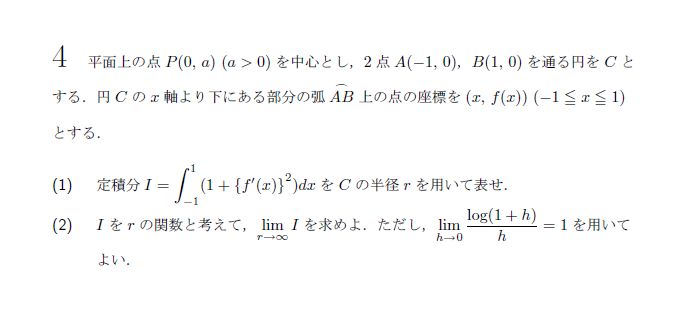 4 平面上の点 P(0, a) (a > 0) を中心とし,2 点 A(−1, 0), B(1, 0) を通る円を C と
する.円 C の x 軸より下にある部分の弧 $\overset{\frown}{AB}$ 上の点の座標を (x, f(x)) (−1 ≦ x ≦ 1)
とする.
(1) 定積分 $I = \int_{-1}^{1} (1 + \{f'(x)\}^2)dx$ を C の半径 r を用いて表せ.
(2) I を r の関数と考えて,$\lim_{r \to \infty} I$ を求めよ.ただし,$\lim_{h \to 0} \frac{\log(1+h)}{h} = 1$ を用いて
よい.